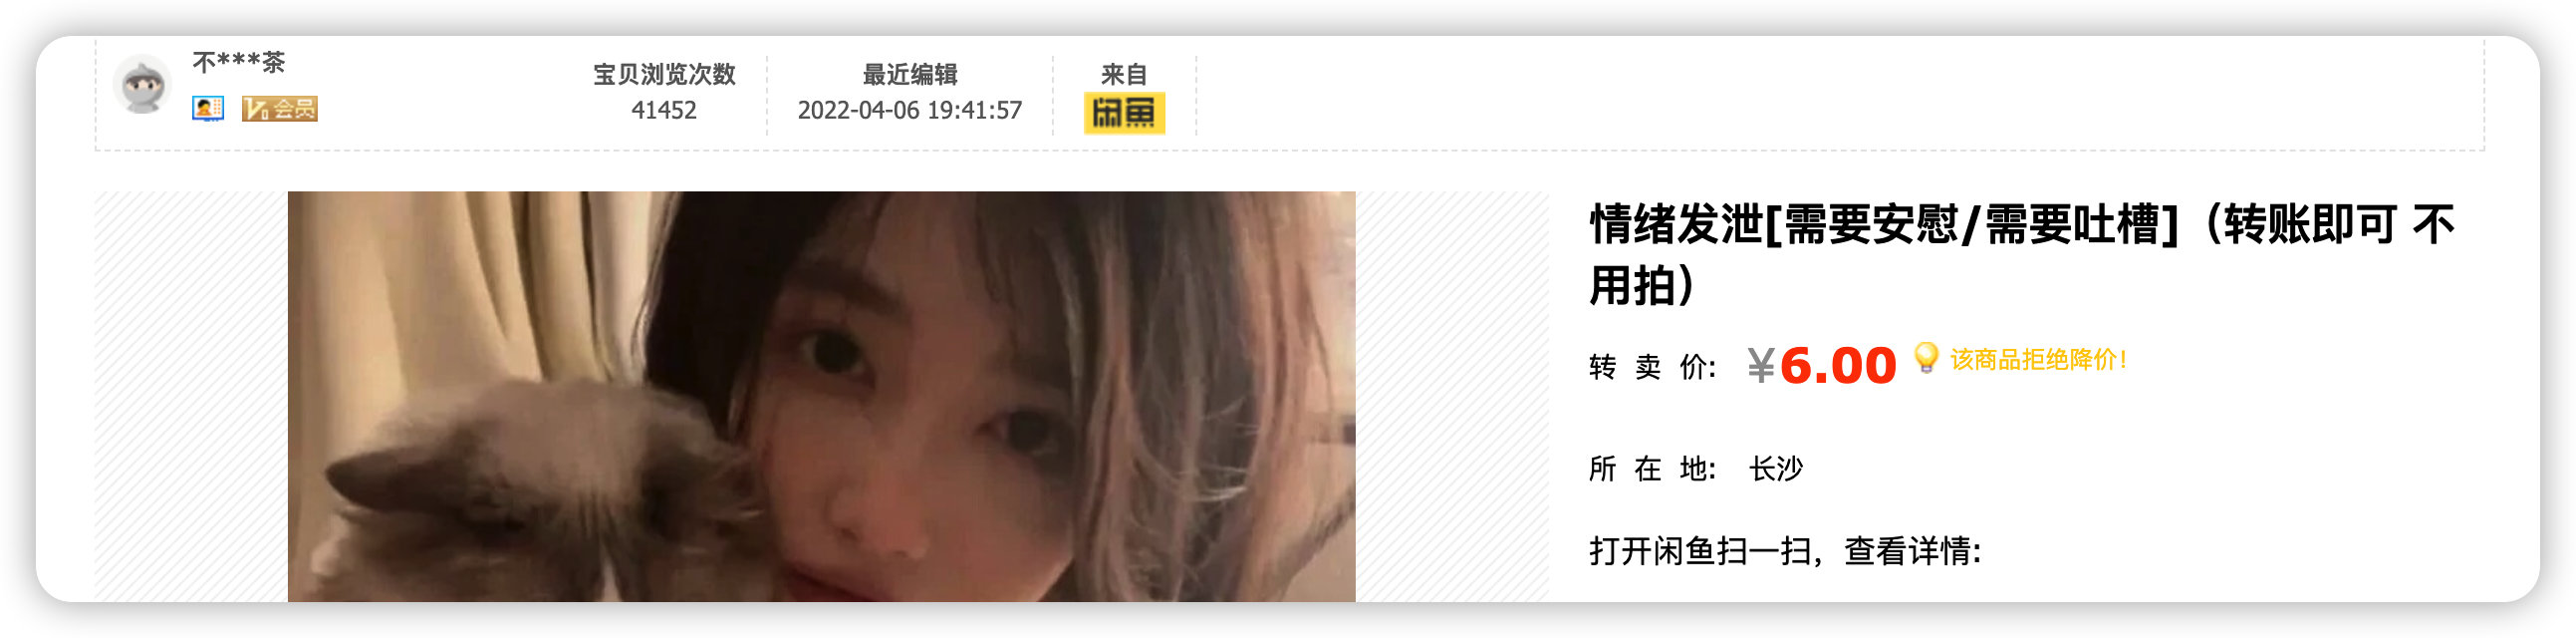 不***茶
V0 会员
宝贝浏览次数
41452
最近编辑
2022-04-06 19:41:57
来自
闲鱼
情绪发泄[需要安慰/需要吐槽]（转账即可 不
用拍）
转 卖 价: ¥6.00 该商品拒绝降价!
所 在 地: 长沙
打开闲鱼扫一扫，查看详情: